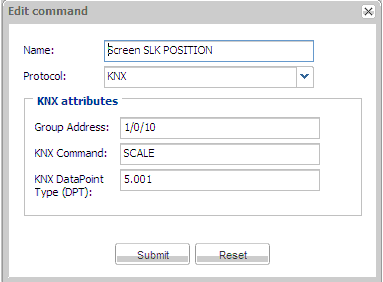 Edit command
Name: Screen SLK POSITION
Protocol: KNX
KNX attributes
Group Address: 1/0/10
KNX Command: SCALE
KNX DataPoint 5.001
Type (DPT):
Submit Reset